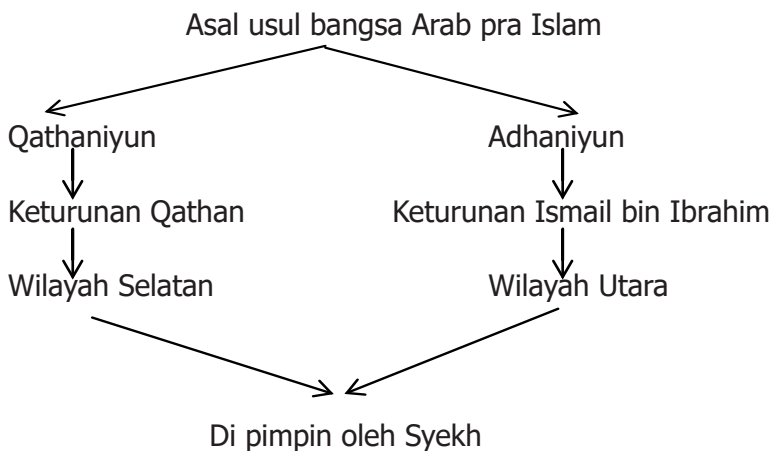 Asal usul bangsa Arab pra Islam
Qathaniyun
Adhaniyun
Keturunan Qathan
Keturunan Ismail bin Ibrahim
Wilayah Selatan
Wilayah Utara
Di pimpin oleh Syekh